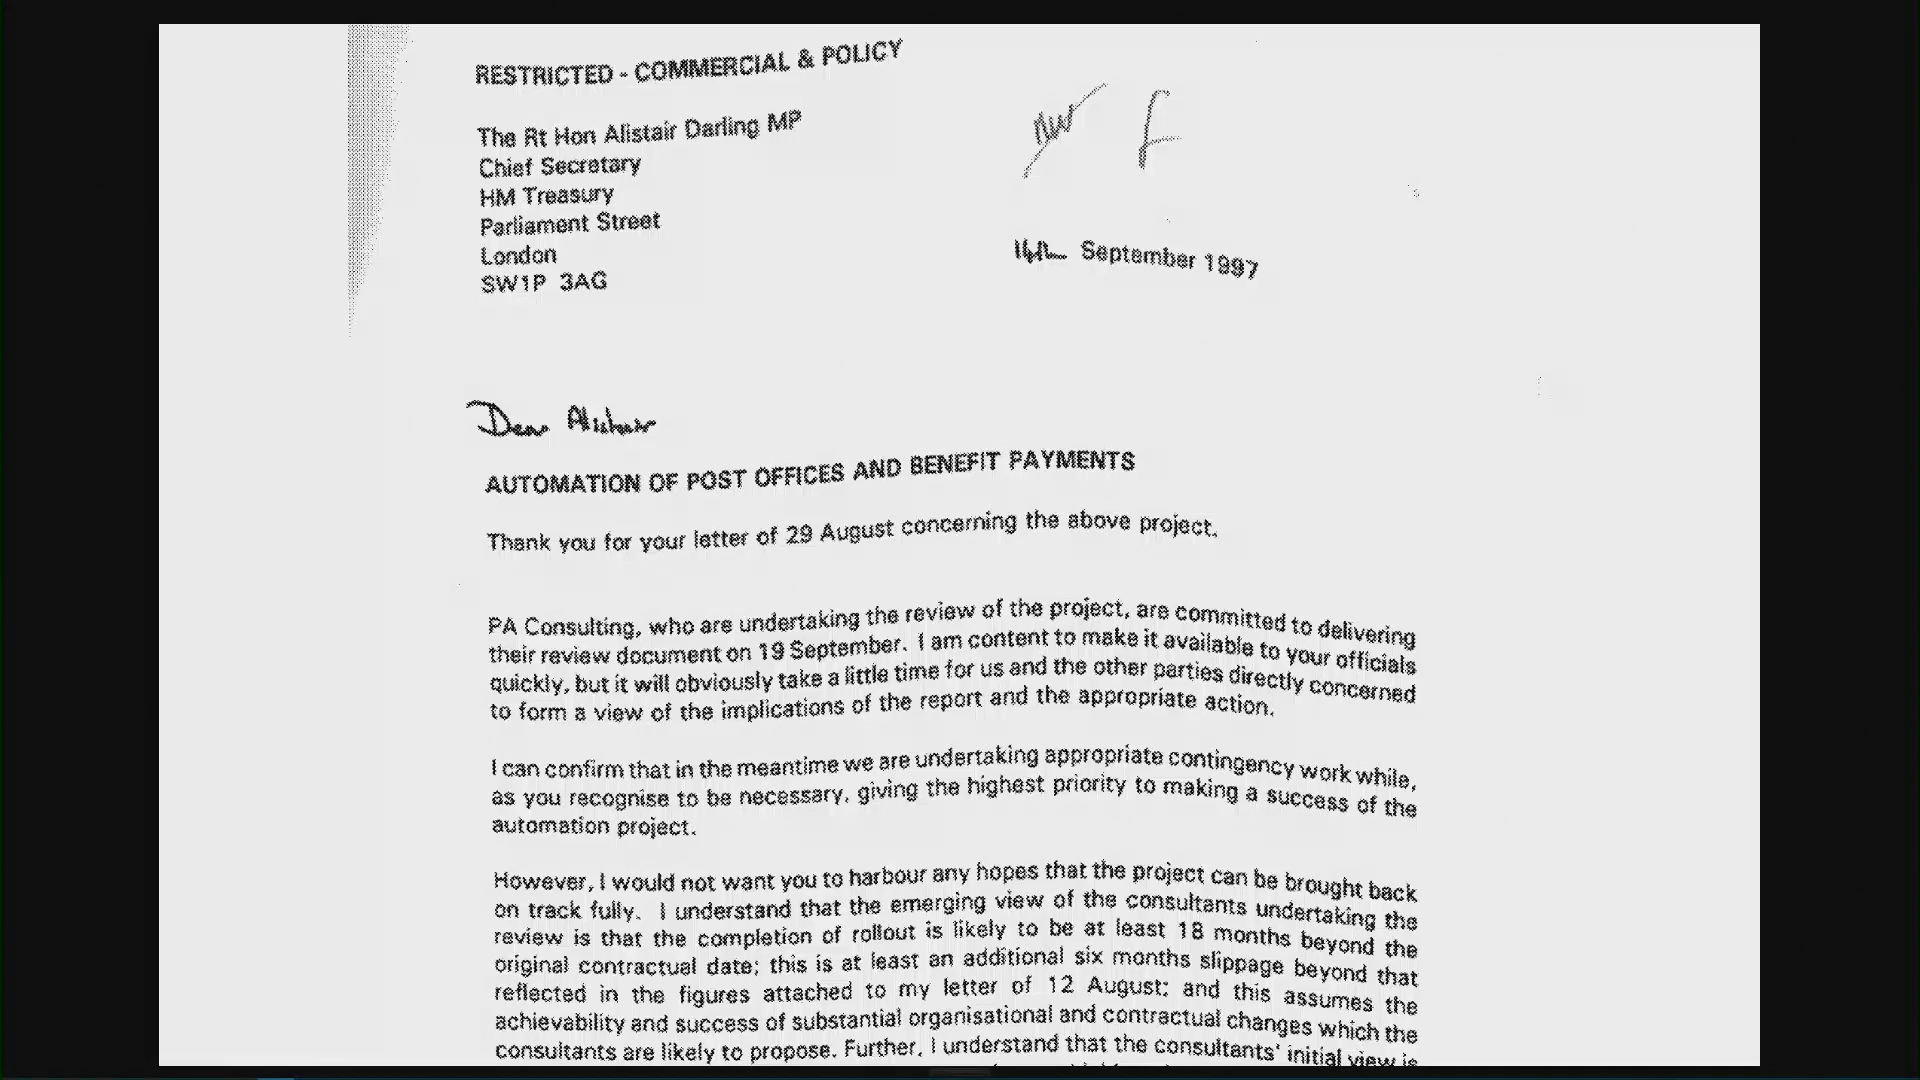 RESTRICTED - COMMERCIAL & POLICY
The Rt Hon Alistair Darling MP
Chief Secretary
HM Treasury
Parliament Street
London
SW1P 3AG
14th September 1997
Dear Alistair
AUTOMATION OF POST OFFICES AND BENEFIT PAYMENTS
Thank you for your letter of 29 August concerning the above project.
PA Consulting, who are undertaking the review of the project, are committed to delivering
their review document on 19 September. I am content to make it available to your officials
quickly, but it will obviously take a little time for us and the other parties directly concerned
to form a view of the implications of the report and the appropriate action.
I can confirm that in the meantime we are undertaking appropriate contingency work while,
as you recognise to be necessary, giving the highest priority to making a success of the
automation project.
However, I would not want you to harbour any hopes that the project can be brought back
on track fully. I understand that the emerging view of the consultants undertaking the
review is that the completion of rollout is likely to be at least 18 months beyond the
original contractual date; this is at least an additional six months slippage beyond that
reflected in the figures attached to my letter of 12 August; and this assumes the
achievability and success of substantial organisational and contractual changes which the
consultants are likely to propose. Further, I understand that the consultants' initial view is